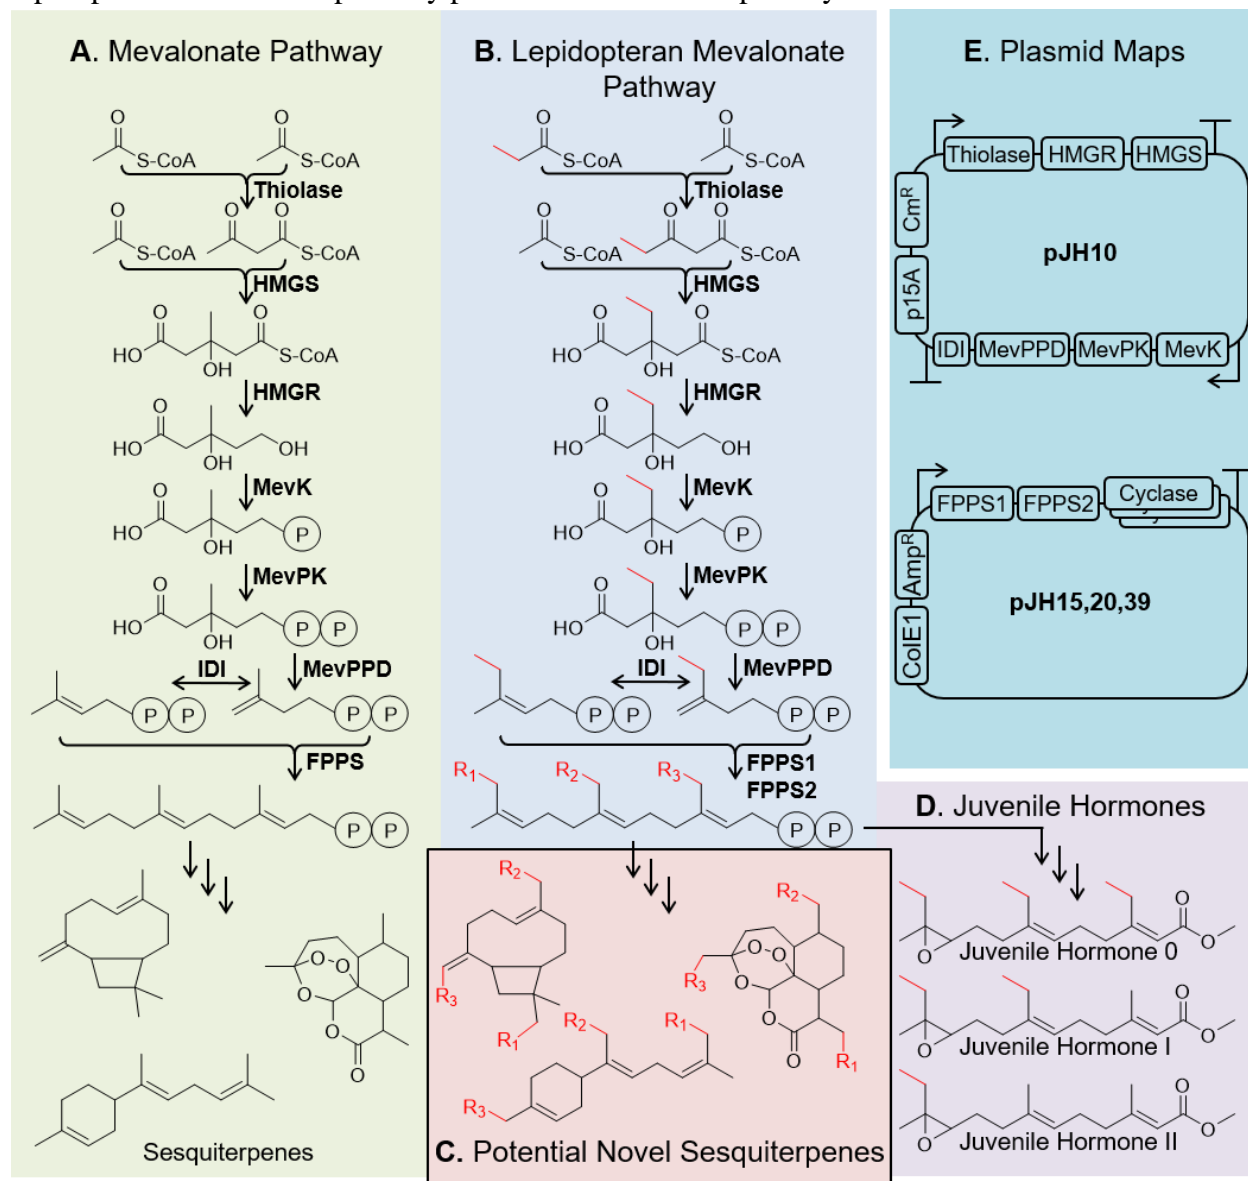 A. Mevalonate Pathway
O
S-CoA
O
S-CoA
Thiolase
O
S-CoA
O
O
S-CoA
HMGS
O
HO
OH
O
S-CoA
HMGR
O
HO
OH
OH
MevK
O
HO
OH
P
MevPK
O
HO
OH
P P
IDI
MevPPD
P P
P P
FPPS
P P
O
O
O
O
O
Sesquiterpenes
B. Lepidopteran Mevalonate
Pathway
O
S-CoA
O
S-CoA
Thiolase
O
S-CoA
O
O
S-CoA
HMGS
O
HO
OH
O
S-CoA
HMGR
O
HO
OH
OH
MevK
O
HO
OH
P
MevPK
O
HO
OH
P P
IDI
MevPPD
P P
P P
FPPS1
FPPS2
R1
R2
R3
P P
R2
R3
R1
R2
R3
O
O
O
O
O
R1
R2
R1
R3
C. Potential Novel Sesquiterpenes
D. Juvenile Hormones
O
O
O
Juvenile Hormone 0
O
O
O
Juvenile Hormone I
O
O
O
Juvenile Hormone II
E. Plasmid Maps
Thiolase HMGR HMGS
CmR
p15A
pJH10
IDI MevPPD MevPK MevK
FPPS1 FPPS2 Cyclase
AmpR
ColE1
pJH15,20,39